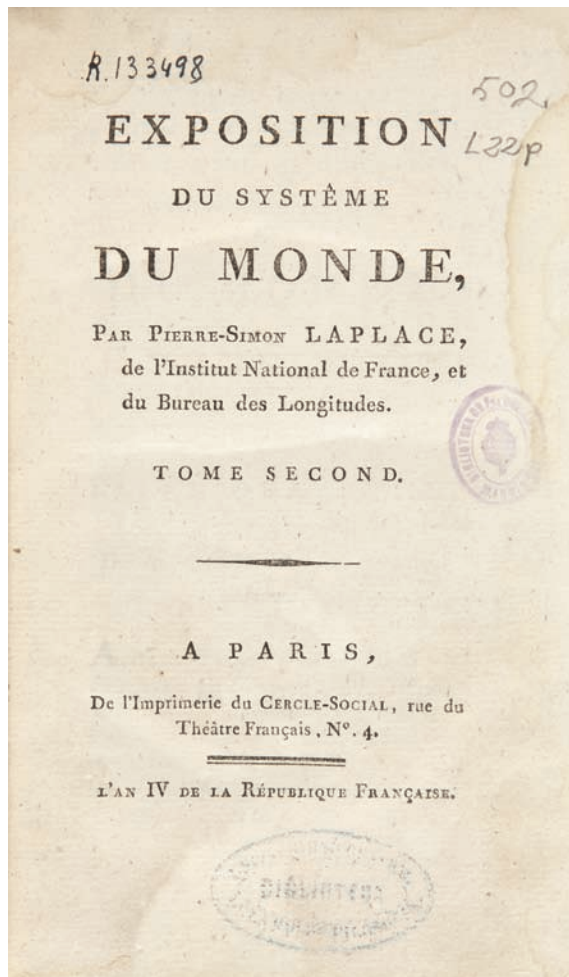 R.133498
502
L22p
EXPOSITION
DU SYSTÊME
DU MONDE,
PAR PIERRE-SIMON LAPLACE,
de l'Institut National de France, et
du Bureau des Longitudes.
TOME SECOND.
A PARIS,
De l'Imprimerie du CERCLE-SOCIAL, rue du
Théâtre Français, Nº. 4.
L'AN IV DE LA RÉPUBLIQUE FRANÇAISE.